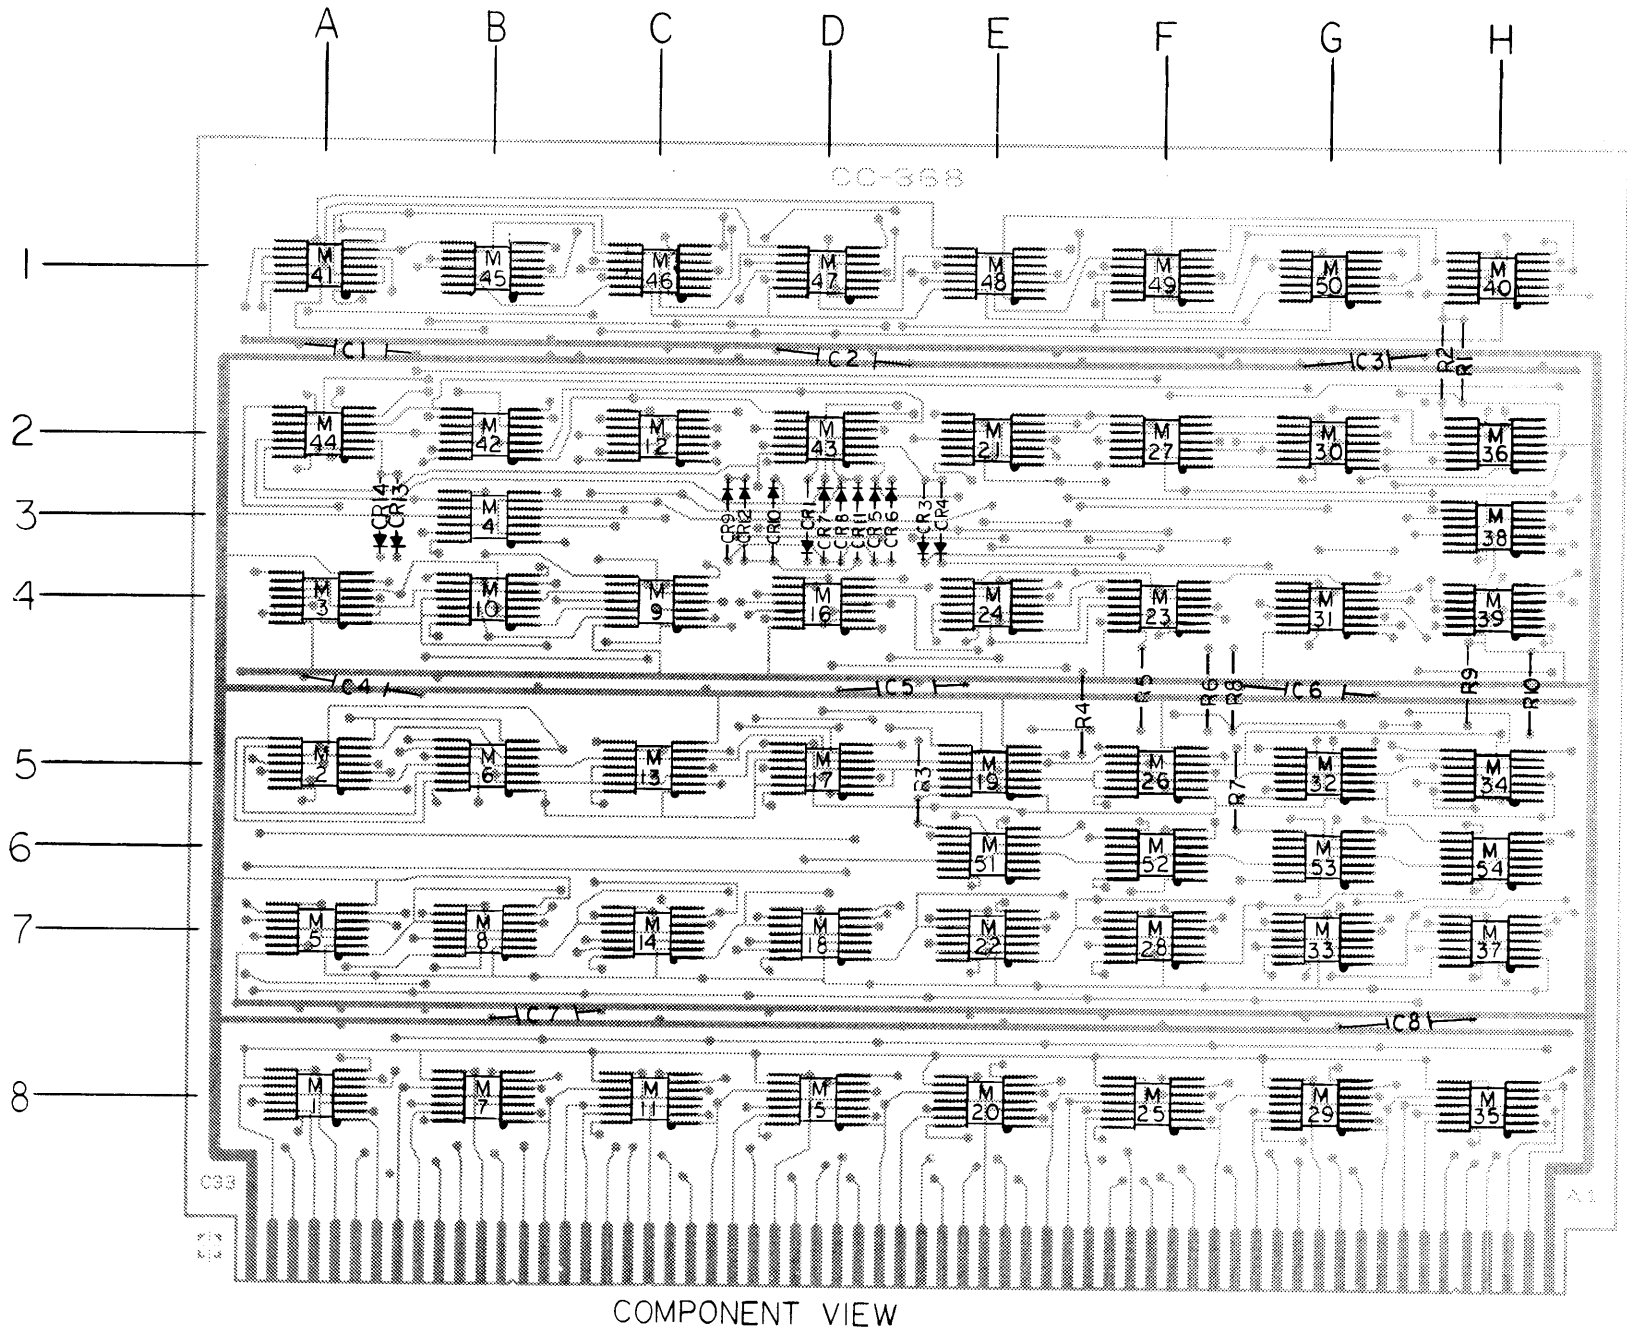 A B C D E F G H
CC-368
1
M 41 M 45 M 46 M 47 M 48 M 49 M 50 M 40
C1 C2 C3 R2 R1
2
M 44 M 42 M 12 M 43 M 21 M 27 M 30 M 36
3
CR14 CR13 M 4 CR9 CR12 CR10 CR1 CR7 CR8 CR11 CR5 CR6 CR3 CR4 M 38
4
M 3 M 10 M 9 M 16 M 24 M 23 M 31 M 39
C4 C5 R4 R5 R6 R8 C6 R9 R10
5
M 2 M 6 M 13 M 17 R3 M 19 M 26 R7 M 32 M 34
6
M 51 M 52 M 53 M 54
7
M 5 M 8 M 14 M 18 M 22 M 28 M 33 M 37
C7 C8
8
M 1 M 7 M 11 M 15 M 20 M 25 M 29 M 35
C93 A1
COMPONENT VIEW